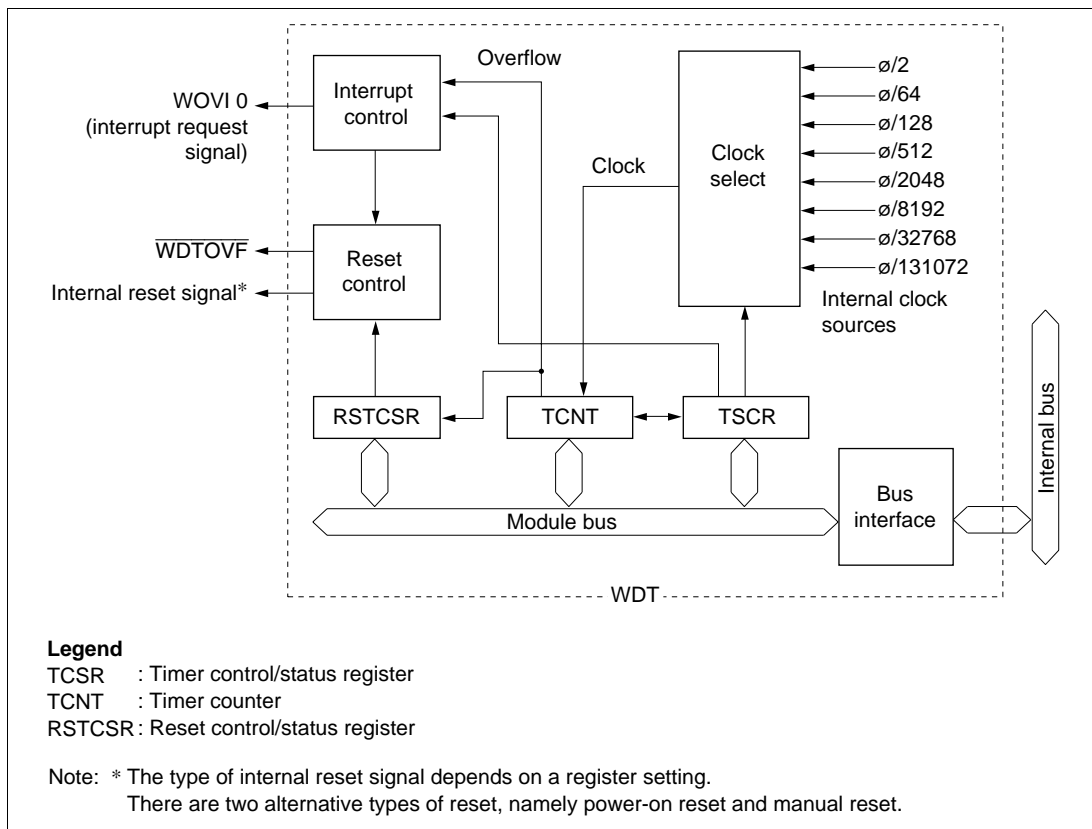 Overflow
Interrupt
control
WOVI 0
(interrupt request
signal)
Clock
Clock
select
ø/2
ø/64
ø/128
ø/512
ø/2048
ø/8192
ø/32768
ø/131072
Internal clock
sources
WDTOVF
Internal reset signal*
Reset
control
RSTCSR
TCNT
TSCR
Module bus
Bus
interface
Internal bus
WDT
Legend
TCSR : Timer control/status register
TCNT : Timer counter
RSTCSR : Reset control/status register
Note: * The type of internal reset signal depends on a register setting.
There are two alternative types of reset, namely power-on reset and manual reset.